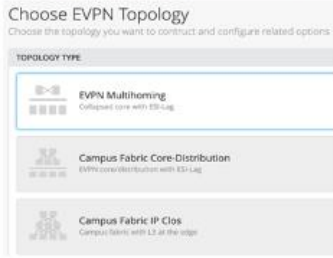 Choose EVPN Topology
Choose the topology you want to contruct and configure related options
TOPOLOGY TYPE
EVPN Multihoming
Collapsed core with ESI-Lag
Campus Fabric Core-Distribution
EVPN core/distribution with ESI-Lag
Campus Fabric IP Clos
Campus fabric with L3 at the edge